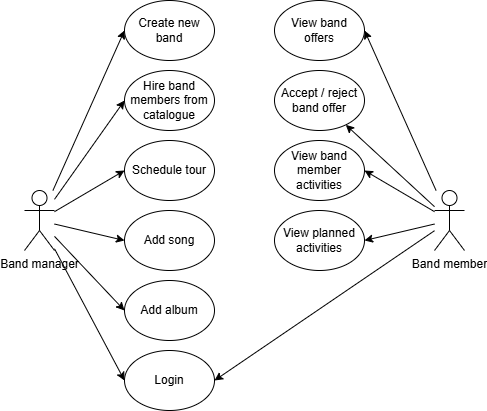 Create new
band
View band
offers
Hire band
members from
catalogue
Accept / reject
band offer
Schedule tour
View band
member
activities
Add song
View planned
activities
Band manager
Band member
Add album
Login